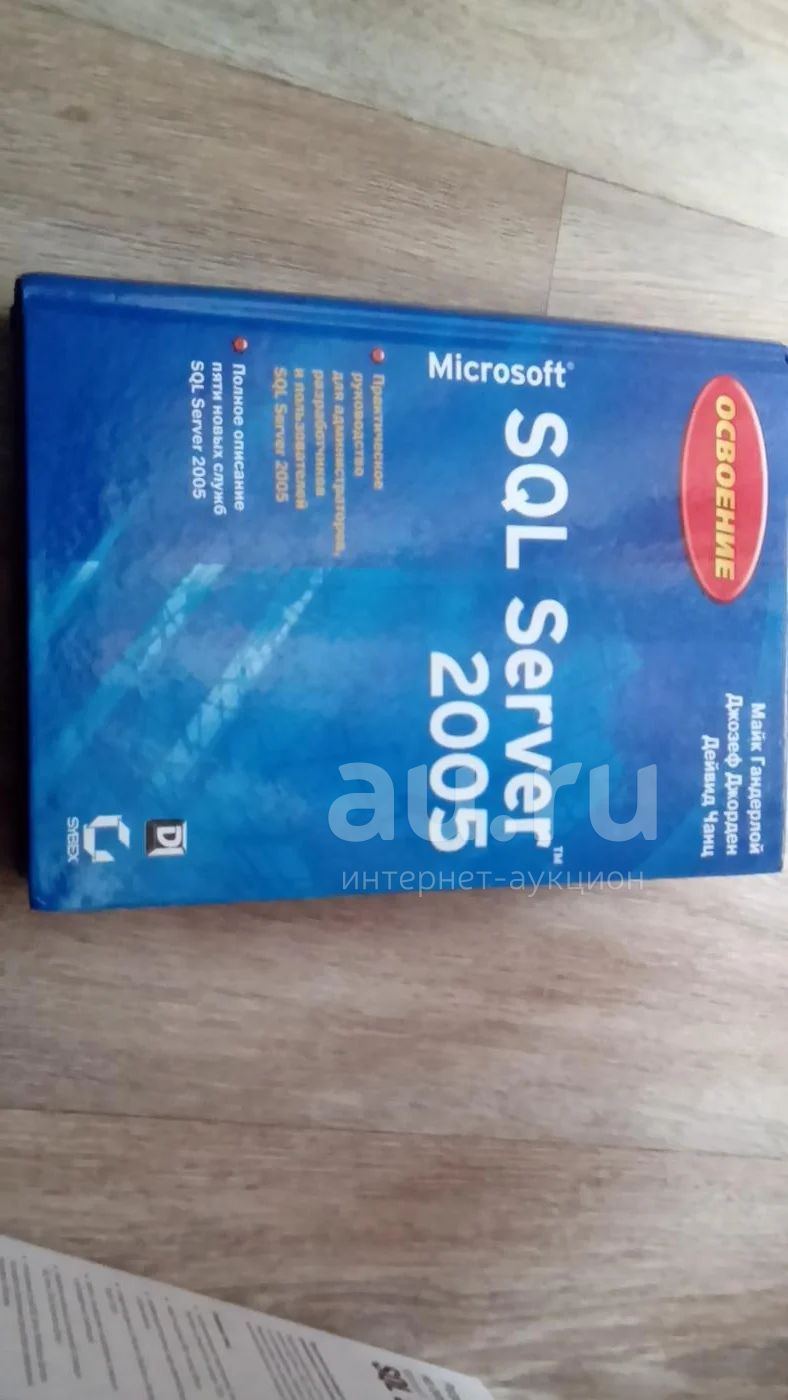 Майк Гандерлой
Джозеф Джорден
Дейвид Чанц
ОСВОЕНИЕ
Microsoft®
SQL Server™
2005
Практическое
руководство
для администраторов,
разработчиков
и пользователей
SQL Server 2005
Полное описание
пяти новых служб
SQL Server 2005
SYBEX
au.ru
интернет-аукцион